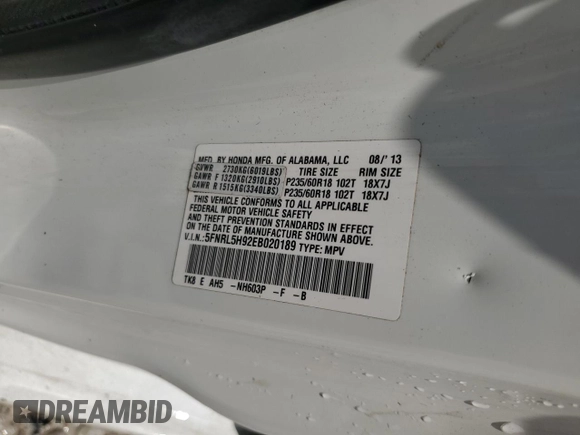 MFD. BY HONDA MFG. OF ALABAMA, LLC 08/'13
GVWR 2730KG(6019LBS) TIRE SIZE RIM SIZE
GAWR F 1320KG(2910LBS) P235/60R18 102T 18X7J
GAWR R 1515KG(3340LBS) P235/60R18 102T 18X7J
THIS VEHICLE CONFORMS TO ALL APPLICABLE
FEDERAL MOTOR VEHICLE SAFETY
AND THEFT PREVENTION STANDARDS IN EFFECT
ON THE DATE OF MANUFACTURE SHOWN ABOVE.
V.I.N.:5FNRL5H92EB020189 TYPE: MPV
TK8 E AH5 -NH603P -F -B
DREAMBID